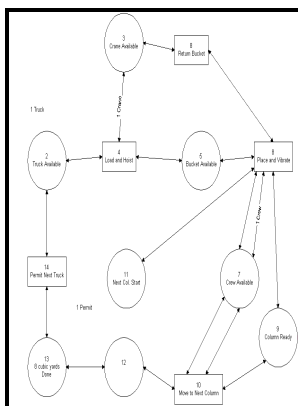 3
Crane Available
8
Return Bucket
1 Truck
1 Crane
2
Truck Available
4
Load and Hoist
5
Bucket Available
6
Place and Vibrate
1 Crew
14
Permit Next Truck
11
Next Col. Start
7
Crew Available
9
Column Ready
1 Permit
13
8 cubic yards
Done
12
10
Move to Next Column